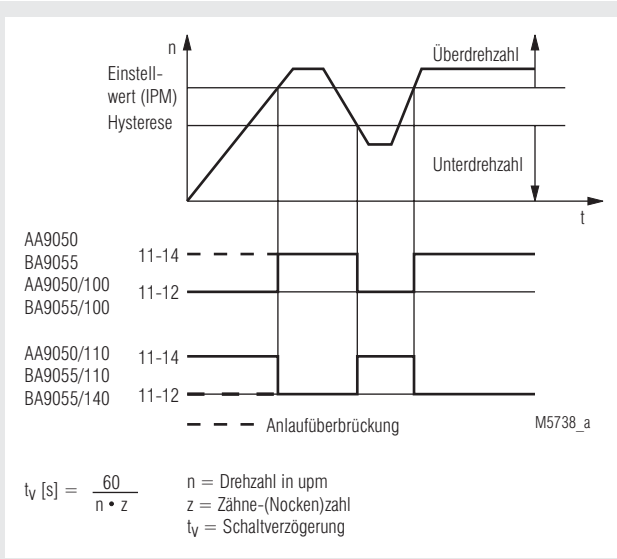 n
Überdrehzahl
Einstell-
wert (IPM)
Hysterese
Unterdrehzahl
t
AA9050
BA9055
AA9050/100
BA9055/100
11-14
11-12
AA9050/110
BA9055/110
BA9055/140
11-14
11-12
Anlaufüberbrückung
M5738_a
tV [s] = 60 / n • z
n = Drehzahl in upm
z = Zähne-(Nocken)zahl
tV = Schaltverzögerung